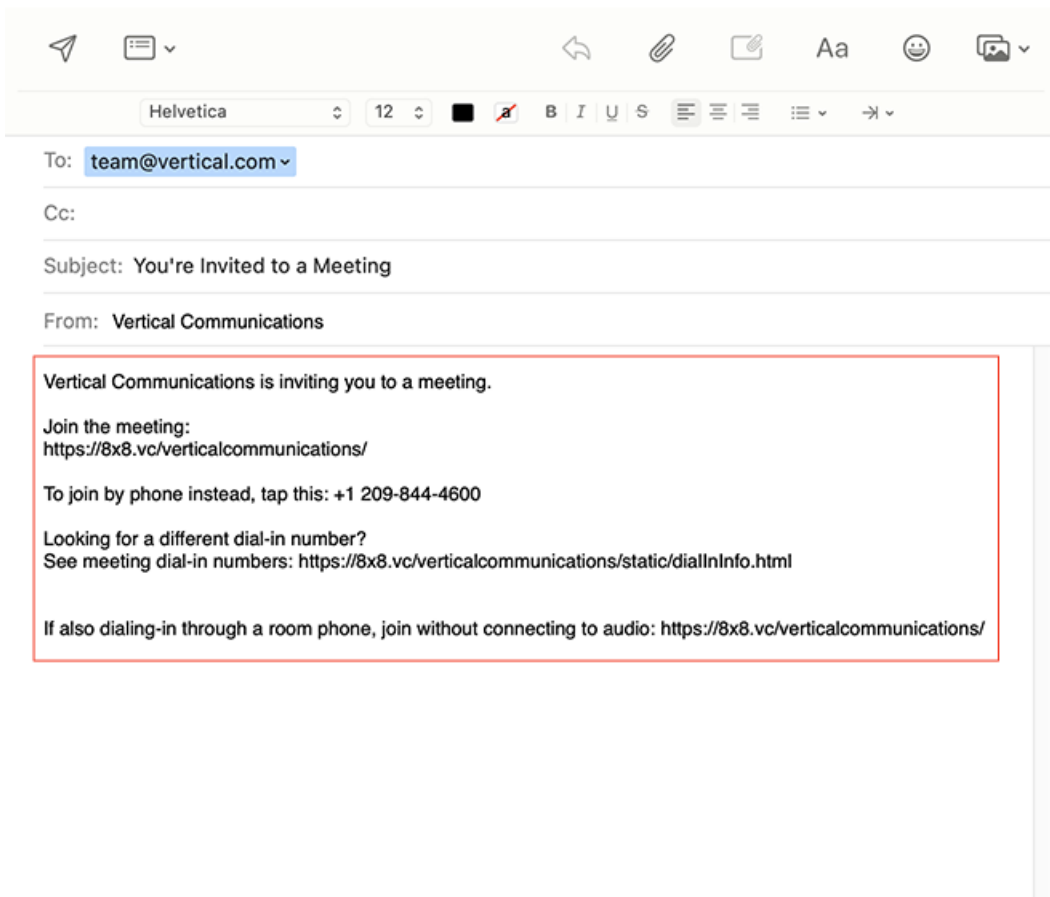 Aa
Helvetica 12 a B I U S
To: team@vertical.com
Cc:
Subject: You're Invited to a Meeting
From: Vertical Communications
Vertical Communications is inviting you to a meeting.
Join the meeting:
https://8x8.vc/verticalcommunications/
To join by phone instead, tap this: +1 209-844-4600
Looking for a different dial-in number?
See meeting dial-in numbers: https://8x8.vc/verticalcommunications/static/dialInInfo.html
If also dialing-in through a room phone, join without connecting to audio: https://8x8.vc/verticalcommunications/